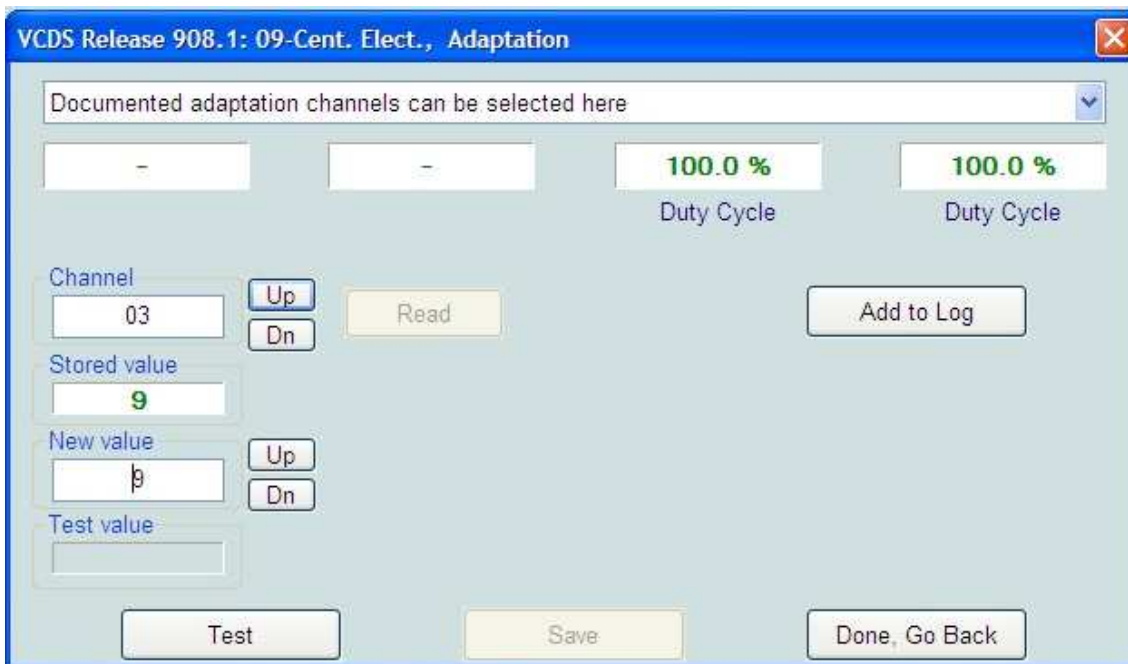 VCDS Release 908.1: 09-Cent. Elect., Adaptation
Documented adaptation channels can be selected here
- - 100.0 % 100.0 %
Duty Cycle Duty Cycle
Channel
03 Up Read Add to Log
Dn
Stored value
9
New value
9 Up
Dn
Test value
Test Save Done, Go Back